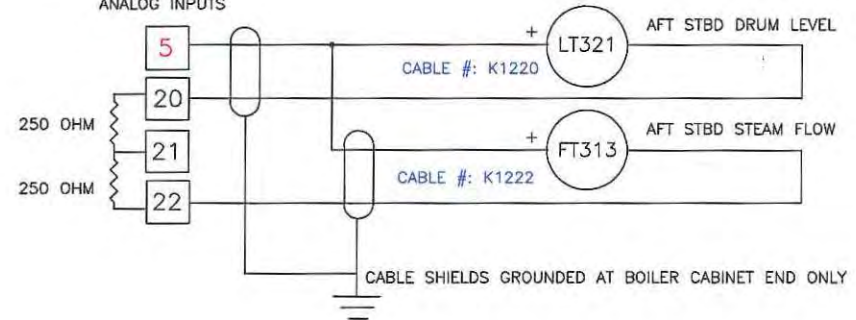 ANALOG INPUTS
5
+
LT321
AFT STBD DRUM LEVEL
CABLE #: K1220
20
250 OHM
21
+
FT313
AFT STBD STEAM FLOW
250 OHM
CABLE #: K1222
22
CABLE SHIELDS GROUNDED AT BOILER CABINET END ONLY